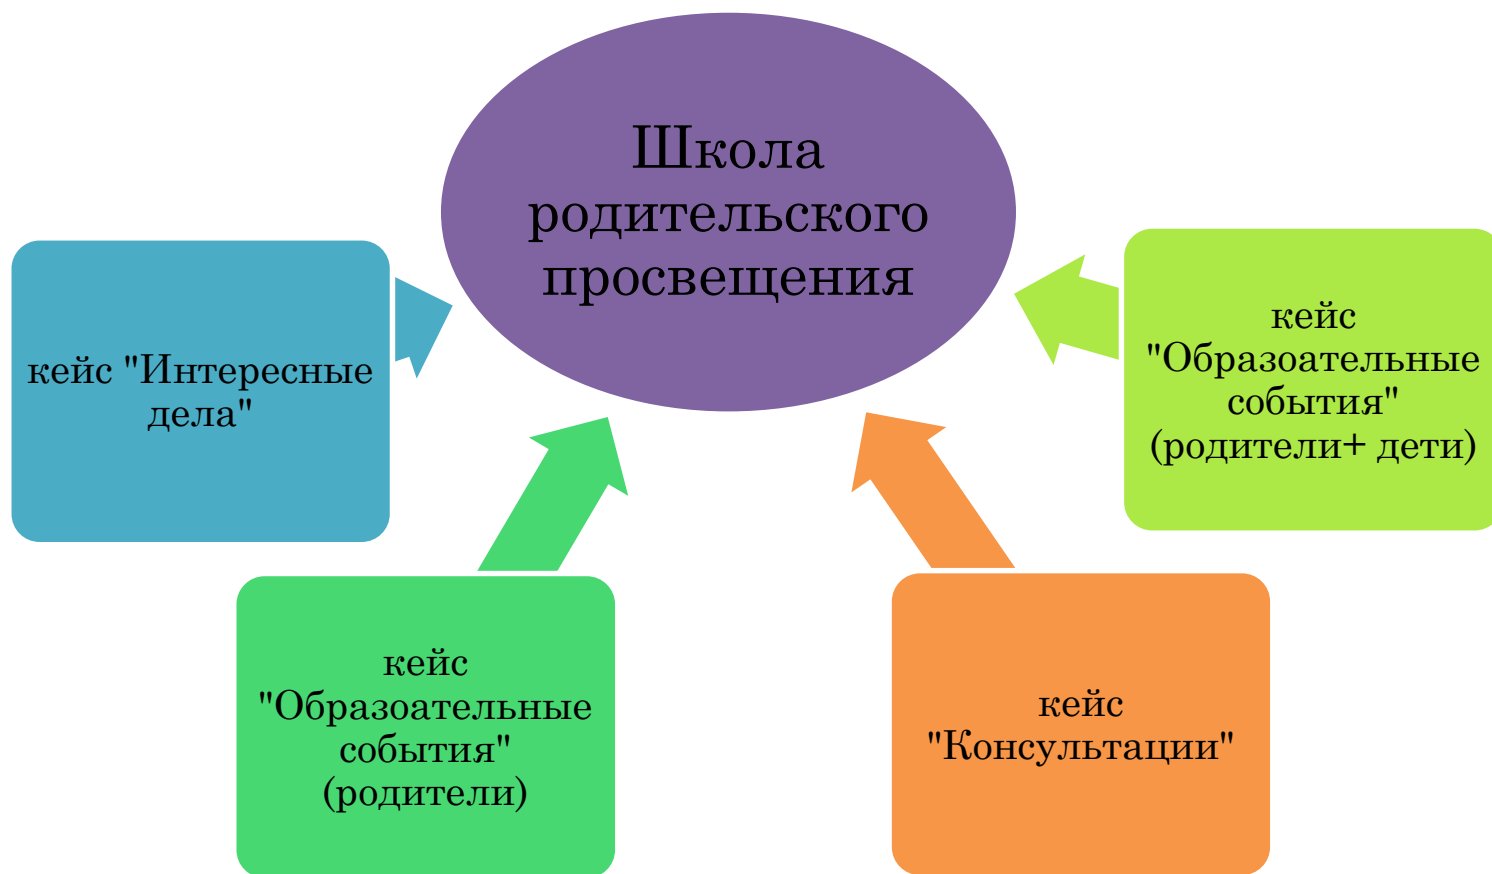 Школа
родительского
просвещения
кейс "Интересные
дела"
кейс
"Образоательные
события"
(родители)
кейс
"Консультации"
кейс
"Образоательные
события"
(родители+ дети)